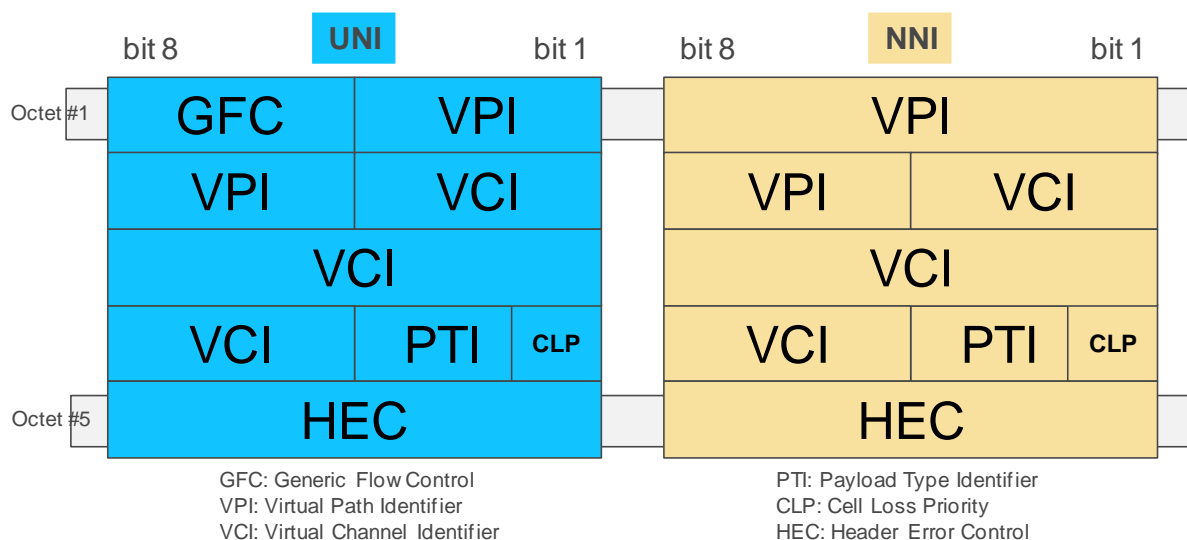 bit 8 UNI bit 1 bit 8 NNI bit 1
Octet #1 GFC VPI VPI
VPI VCI VPI VCI
VCI VCI
VCI PTI CLP VCI PTI CLP
Octet #5 HEC HEC
GFC: Generic Flow Control PTI: Payload Type Identifier
VPI: Virtual Path Identifier CLP: Cell Loss Priority
VCI: Virtual Channel Identifier HEC: Header Error Control